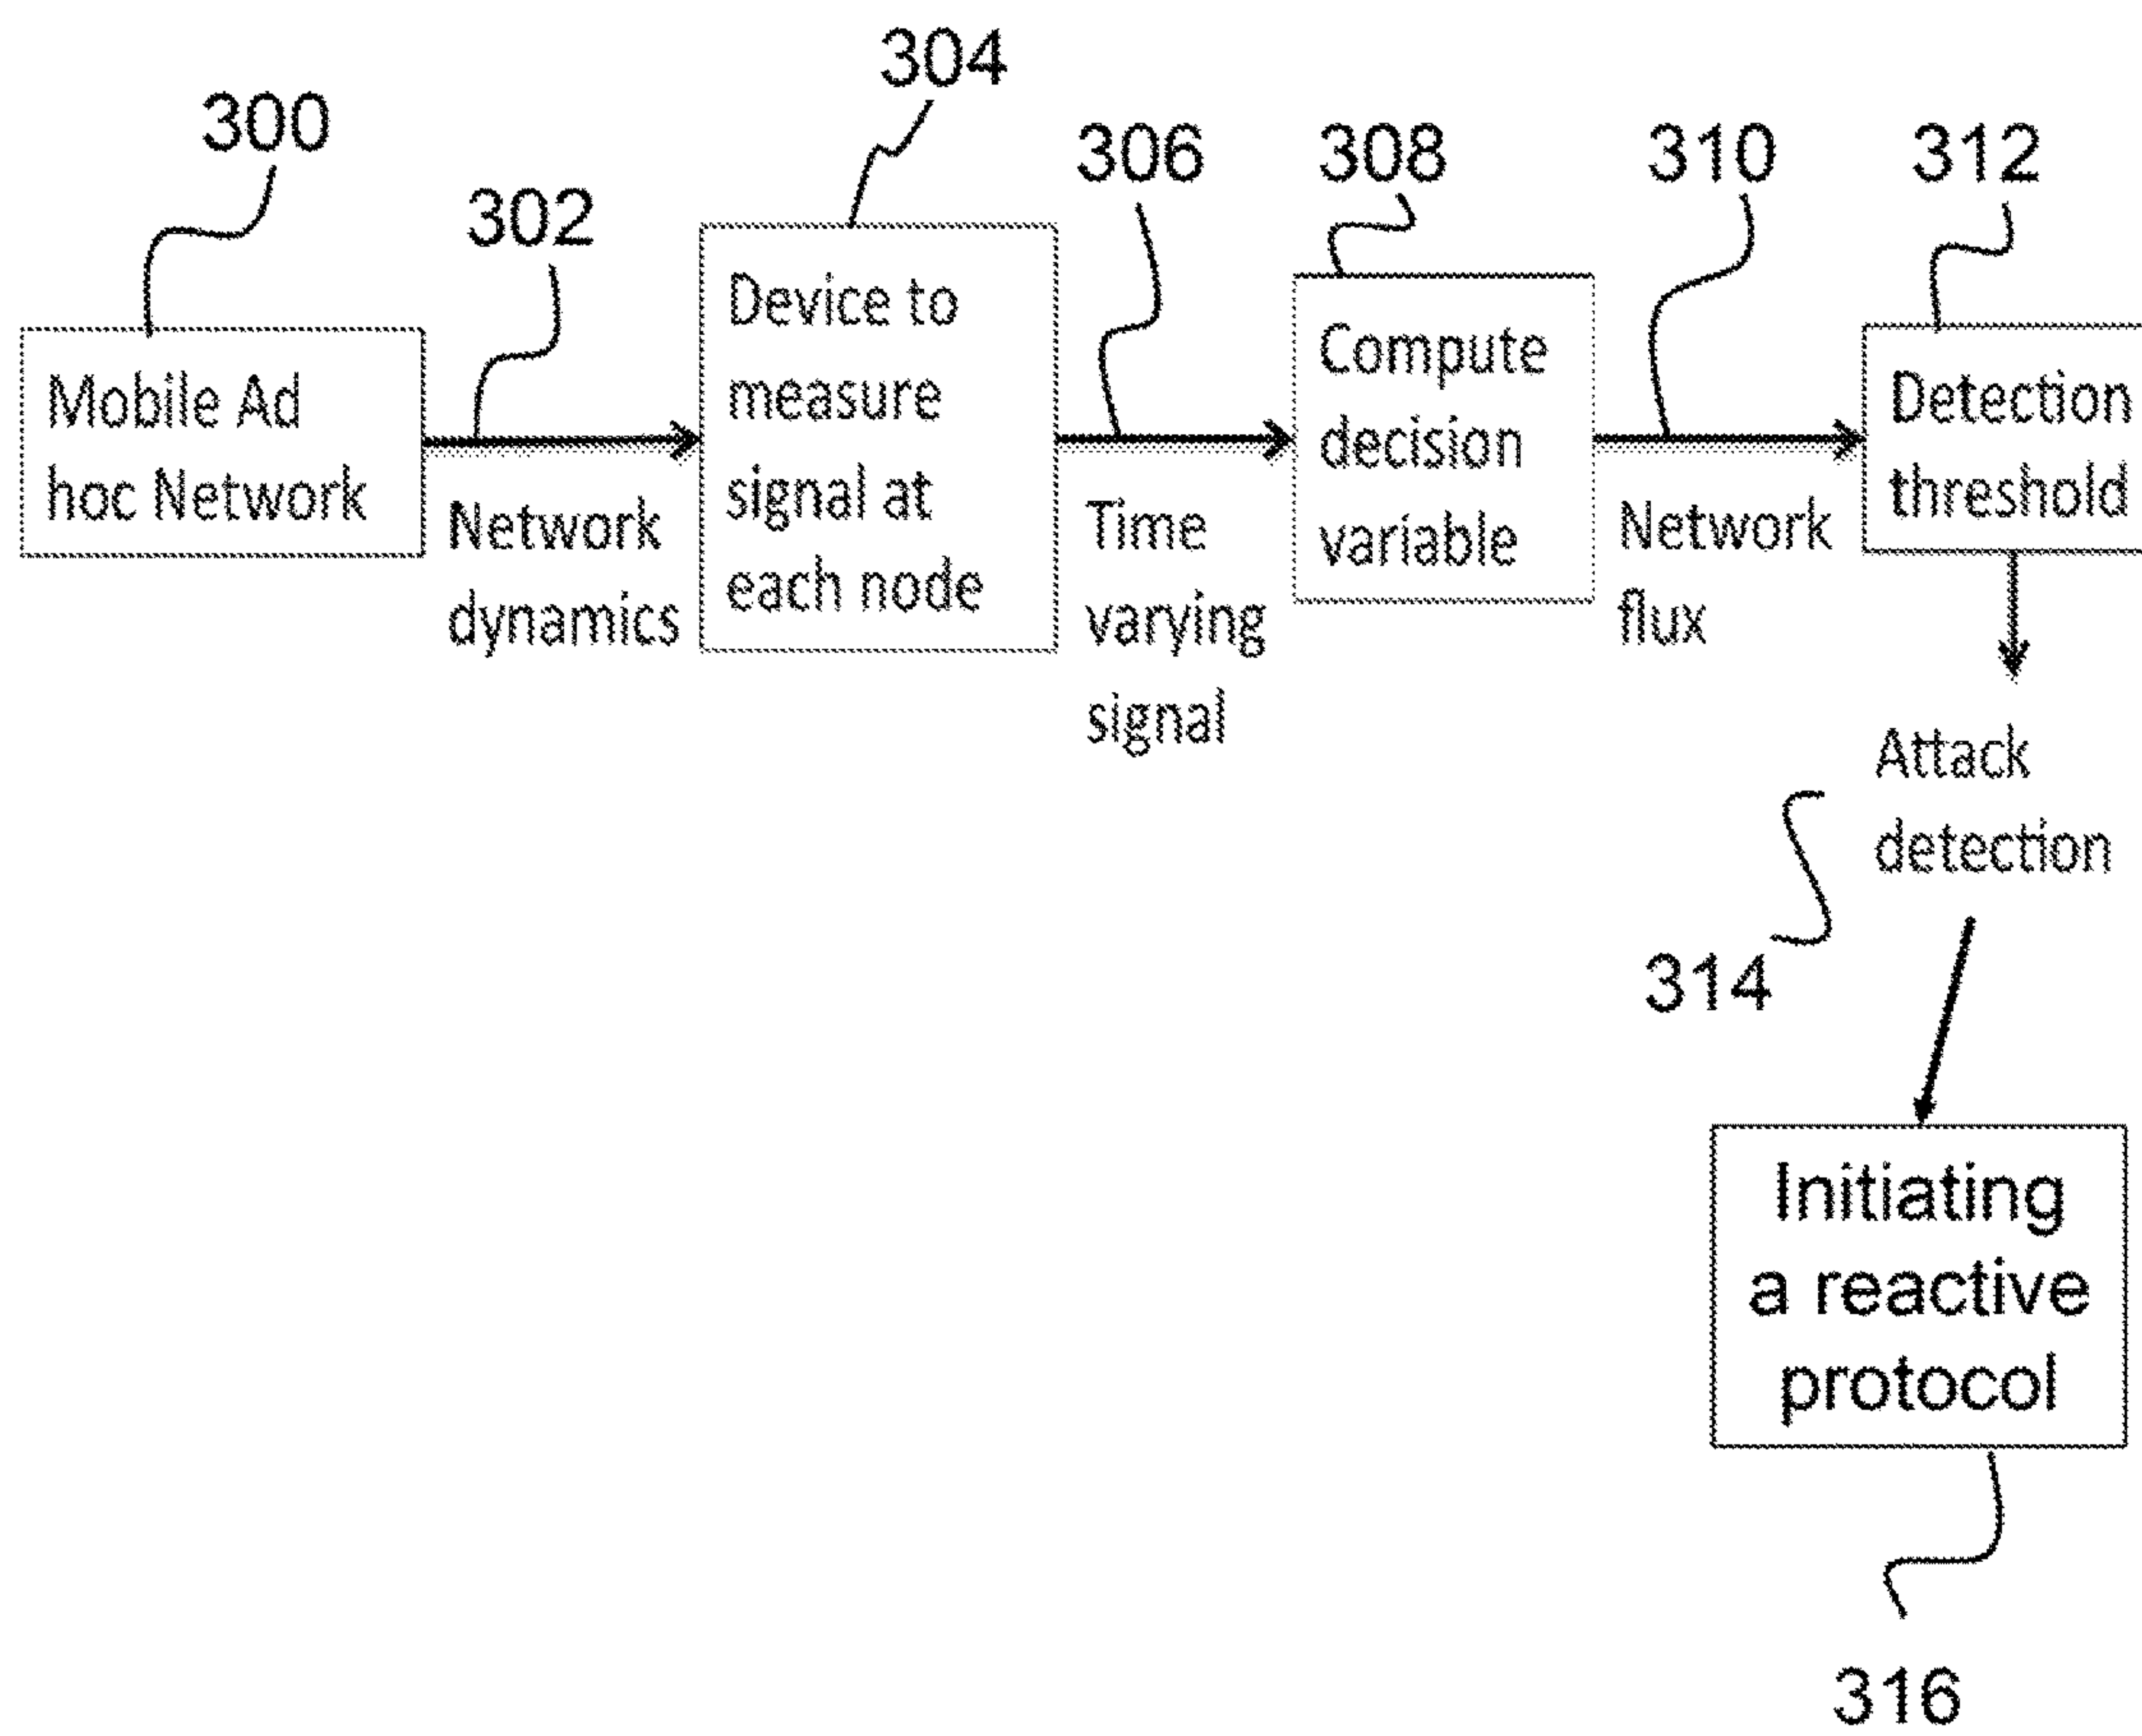 304
300
306
308
310
312
302
Mobile Ad
hoc Network
Network
dynamics
Device to
measure
signal at
each node
Time
varying
signal
Compute
decision
variable
Network
flux
Detection
threshold
Attack
detection
314
Initiating
a reactive
protocol
316